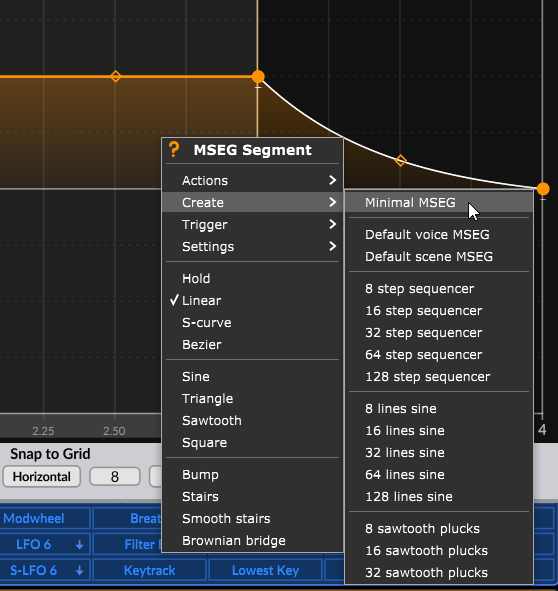 ? MSEG Segment
Actions
Create
Trigger
Settings
Hold
Linear
S-curve
Bezier
Sine
Triangle
Sawtooth
Square
Bump
Stairs
Smooth stairs
Brownian bridge
Minimal MSEG
Default voice MSEG
Default scene MSEG
8 step sequencer
16 step sequencer
32 step sequencer
64 step sequencer
128 step sequencer
8 lines sine
16 lines sine
32 lines sine
64 lines sine
128 lines sine
8 sawtooth plucks
16 sawtooth plucks
32 sawtooth plucks
2.25 2.50 4
Snap to Grid
Horizontal 8
Modwheel Breat
LFO 6 Filter
S-LFO 6 Keytrack Lowest Key